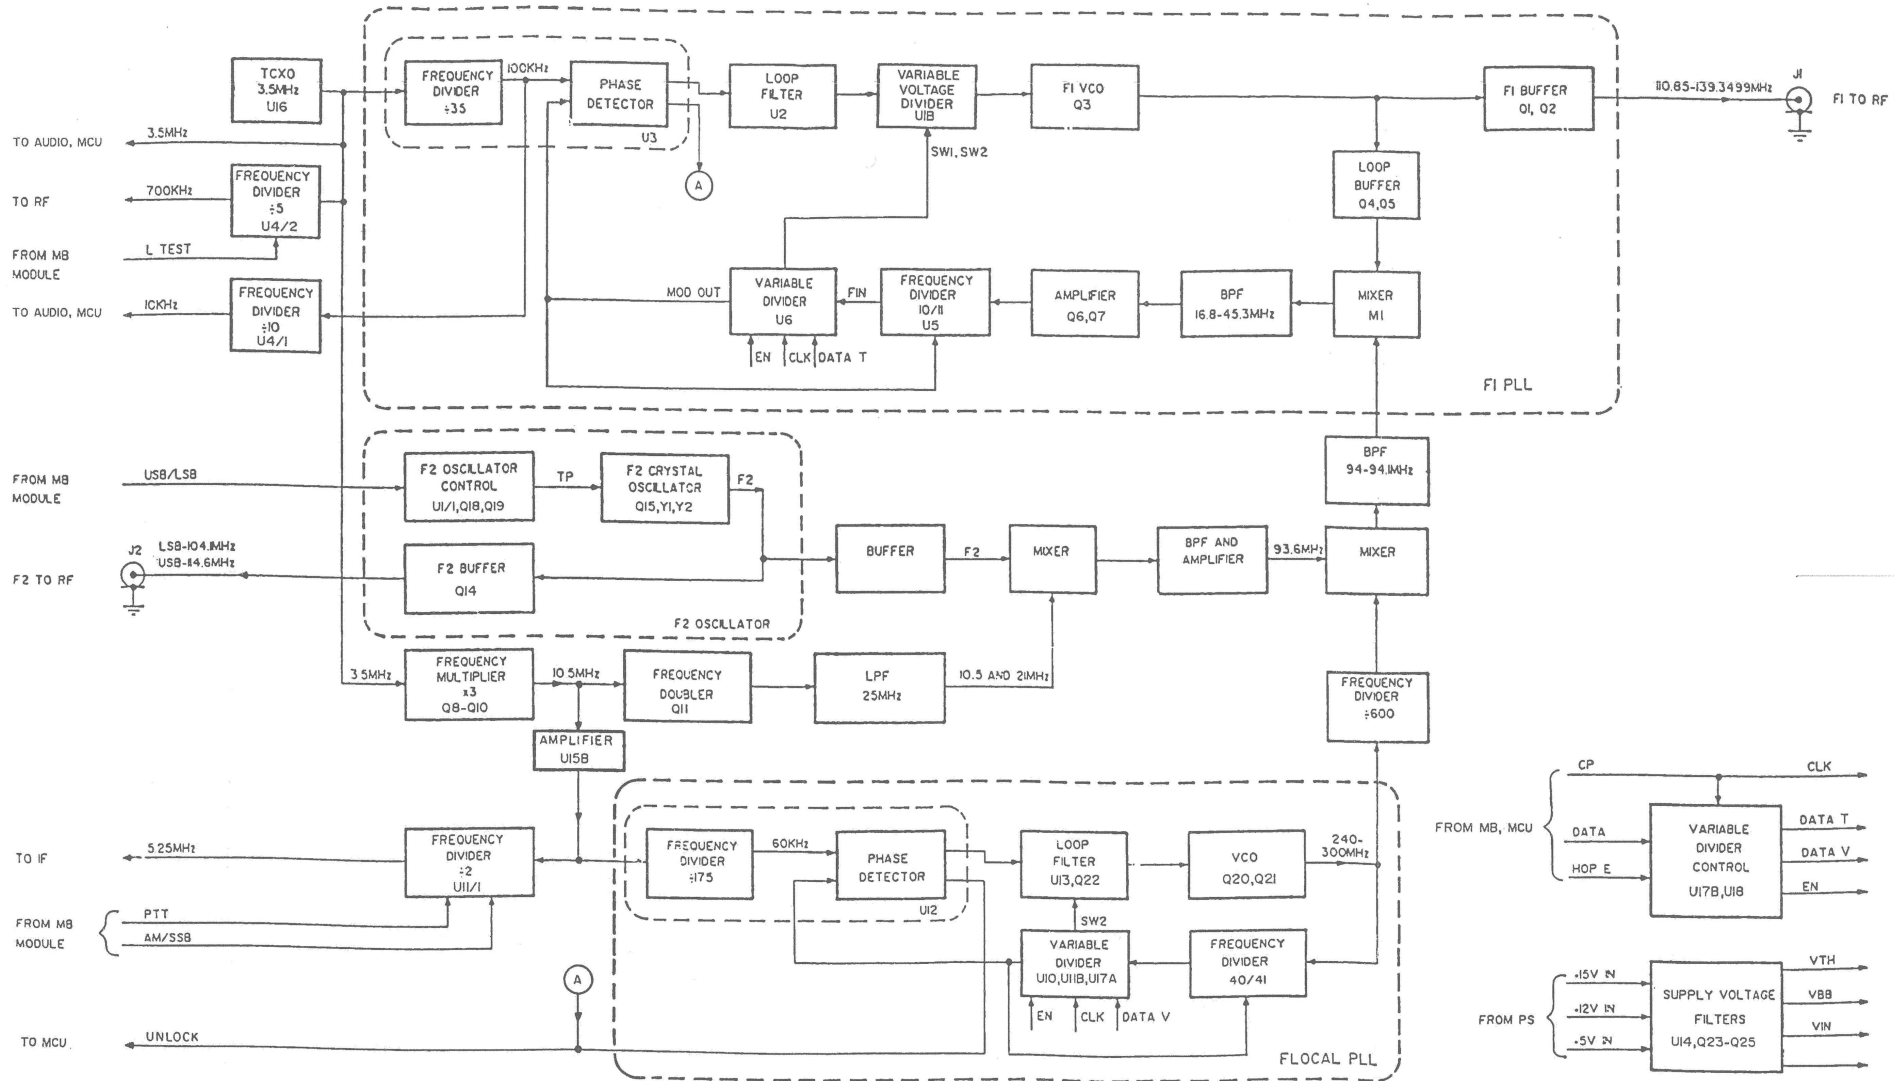 TCXO
3.5MHz
U16
FREQUENCY
DIVIDER
÷35
100KHz
PHASE
DETECTOR
U3
LOOP
FILTER
U2
VARIABLE
VOLTAGE
DIVIDER
U1B
F1 VCO
Q3
F1 BUFFER
Q1, Q2
110.85-139.3499MHz
J1
F1 TO RF
TO AUDIO, MCU
3.5MHz
A
SW1, SW2
LOOP
BUFFER
Q4,Q5
TO RF
700KHz
FREQUENCY
DIVIDER
÷5
U4/2
FROM MB
MODULE
L TEST
TO AUDIO, MCU
10KHz
FREQUENCY
DIVIDER
÷10
U4/1
MOD OUT
VARIABLE
DIVIDER
U6
FIN
FREQUENCY
DIVIDER
10/11
U5
AMPLIFIER
Q6,Q7
BPF
16.8-45.3MHz
MIXER
M1
EN
CLK
DATA T
F1 PLL
BPF
94-94.1MHz
FROM MB
MODULE
USB/LSB
F2 OSCILLATOR
CONTROL
U1/1,Q18,Q19
TP
F2 CRYSTAL
OSCILLATOR
Q15,Y1,Y2
F2
J2
LSB-104.1MHz
USB-114.6MHz
F2 TO RF
F2 BUFFER
Q14
F2 OSCILLATOR
BUFFER
F2
MIXER
BPF AND
AMPLIFIER
93.6MHz
MIXER
3.5MHz
FREQUENCY
MULTIPLIER
x3
Q8-Q10
10.5MHz
FREQUENCY
DOUBLER
Q11
LPF
25MHz
10.5 AND 21MHz
FREQUENCY
DIVIDER
÷600
AMPLIFIER
U15B
TO IF
5.25MHz
FREQUENCY
DIVIDER
÷2
U11/1
FREQUENCY
DIVIDER
÷175
60KHz
PHASE
DETECTOR
U12
LOOP
FILTER
U13,Q22
VCO
Q20,Q21
240-
300MHz
FROM MB
MODULE
PTT
AM/SSB
SW2
VARIABLE
DIVIDER
U10,U11B,U17A
FREQUENCY
DIVIDER
40/41
EN
CLK
DATA V
A
TO MCU
UNLOCK
FLOCAL PLL
FROM MB, MCU
CP
CLK
DATA
HOP E
VARIABLE
DIVIDER
CONTROL
U17B,U18
DATA T
DATA V
EN
FROM PS
+15V IN
+12V IN
+5V IN
SUPPLY VOLTAGE
FILTERS
U14,Q23-Q25
VTH
VBB
VIN